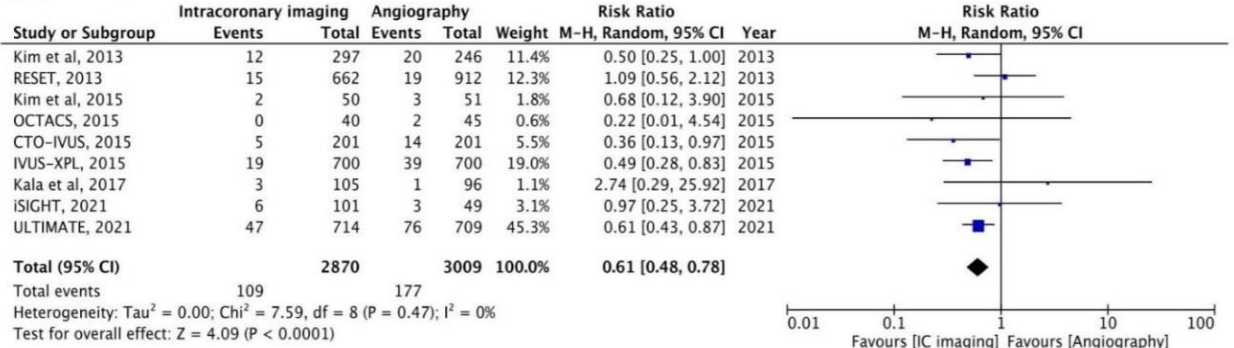 Intracoronary imaging Angiography Risk Ratio Risk Ratio
Study or Subgroup Events Total Events Total Weight M-H, Random, 95% CI Year M-H, Random, 95% CI
Kim et al, 2013 12 297 20 246 11.4% 0.50 [0.25, 1.00] 2013
RESET, 2013 15 662 19 912 12.3% 1.09 [0.56, 2.12] 2013
Kim et al, 2015 2 50 3 51 1.8% 0.68 [0.12, 3.90] 2015
OCTACS, 2015 0 40 2 45 0.6% 0.22 [0.01, 4.54] 2015
CTO-IVUS, 2015 5 201 14 201 5.5% 0.36 [0.13, 0.97] 2015
IVUS-XPL, 2015 19 700 39 700 19.0% 0.49 [0.28, 0.83] 2015
Kala et al, 2017 3 105 1 96 1.1% 2.74 [0.29, 25.92] 2017
iSIGHT, 2021 6 101 3 49 3.1% 0.97 [0.25, 3.72] 2021
ULTIMATE, 2021 47 714 76 709 45.3% 0.61 [0.43, 0.87] 2021
Total (95% CI) 2870 3009 100.0% 0.61 [0.48, 0.78]
Total events 109 177
Heterogeneity: Tau² = 0.00; Chi² = 7.59, df = 8 (P = 0.47); I² = 0%
Test for overall effect: Z = 4.09 (P < 0.0001)
0.01 0.1 1 10 100
Favours [IC imaging] Favours [Angiography]